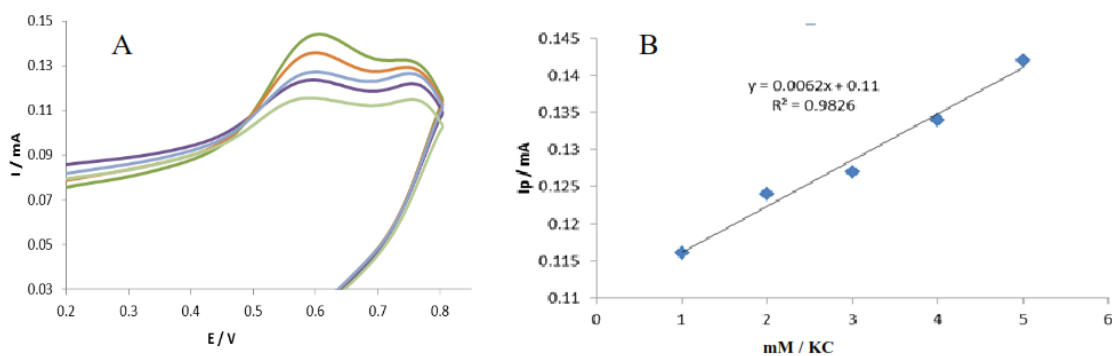 A
0.15
0.13
0.11
0.09
0.07
0.05
0.03
I / mA
0.2 0.3 0.4 0.5 0.6 0.7 0.8
E / V
B
0.145
0.14
0.135
0.13
0.125
0.12
0.115
0.11
Ip / mA
y = 0.0062x + 0.11
R² = 0.9826
0 1 2 3 4 5 6
mM / KC